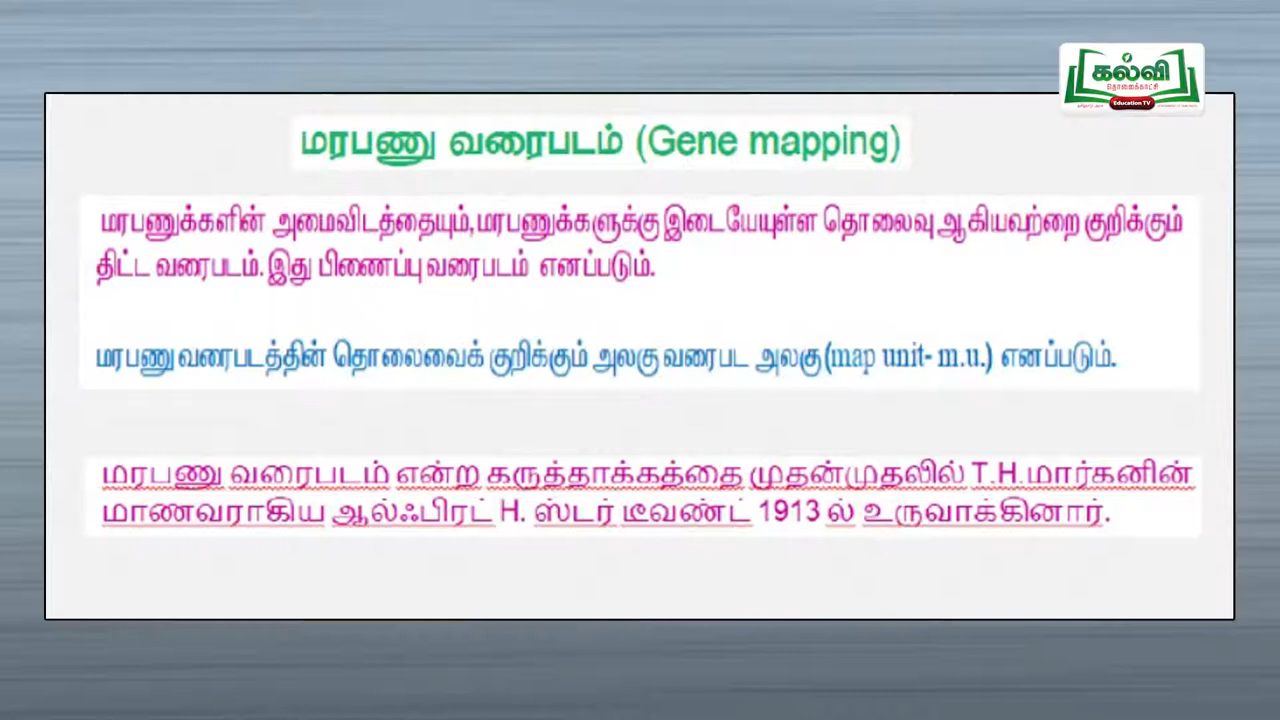 கல்வி
தொலைக்காட்சி
Education TV
மரபணு வரைபடம் (Gene mapping)
மரபணுக்களின் அமைவிடத்தையும்,மரபணுக்களுக்கு இடையேயுள்ள தொலைவு ஆகியவற்றை குறிக்கும்
திட்ட வரைபடம். இது பிணைப்பு வரைபடம் எனப்படும்.
மரபணு வரைபடத்தின் தொலைவைக் குறிக்கும் அலகு வரைபட அலகு (map unit- m.u.) எனப்படும்.
மரபணு வரைபடம் என்ற கருத்தாக்கத்தை முதன்முதலில் T.H.மார்கனின்
மாணவராகிய ஆல்ஃபிரட் H. ஸ்டர் டீவண்ட் 1913 ல் உருவாக்கினார்.